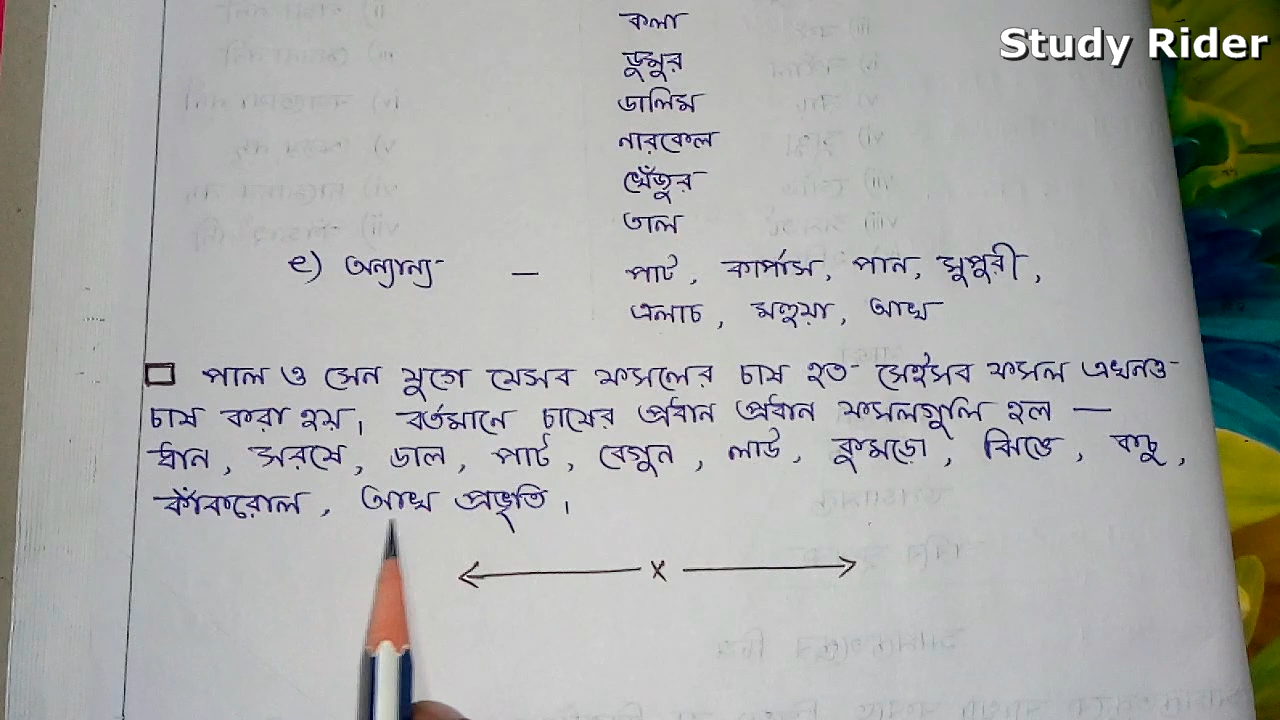 Study Rider
কলা
ডুমুর
ডালিম
নারকেল
খেঁজুর
তাল
e) অন্যান্য — পাট, কার্পাস, পান, সুপুরী,
এলাচ, মহুয়া, আখ
পাল ও সেন যুগে যেসব ফসলের চাষ হত সেইসব ফসল এখনও
চাষ করা হয়। বর্তমানে চাষের প্রধান প্রধান ফসলগুলি হল —
ধান, সরষে, ডাল, পাট, বেগুন, লাউ, কুমড়ো, ঝিঙে, কচু,
কাঁকরোল, আখ প্রভৃতি।
x